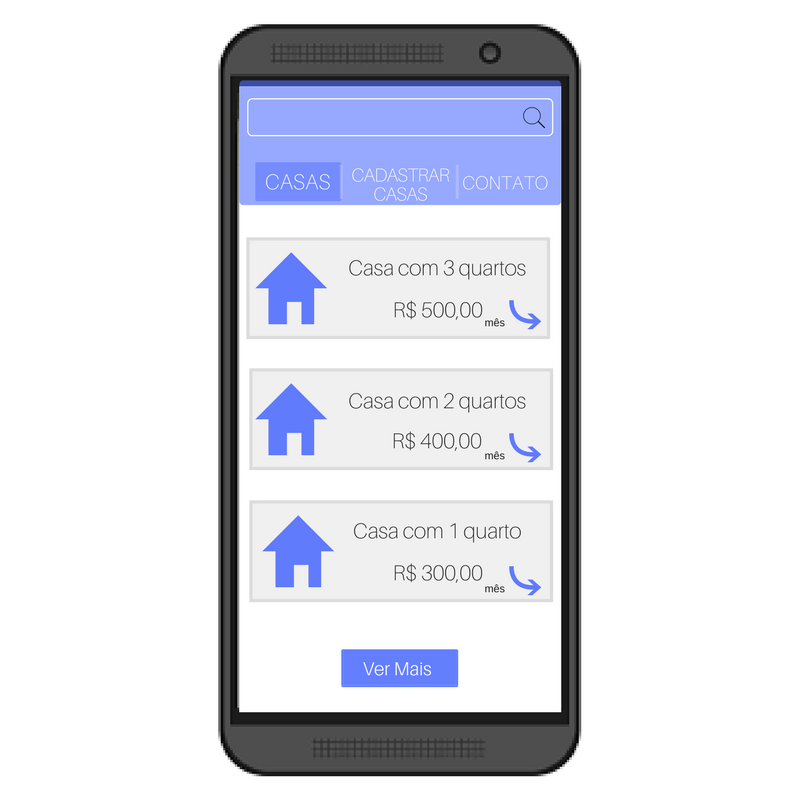 CASAS
CADASTRAR
CASAS
CONTATO
Casa com 3 quartos
R$ 500,00 mês
Casa com 2 quartos
R$ 400,00 mês
Casa com 1 quarto
R$ 300,00 mês
Ver Mais